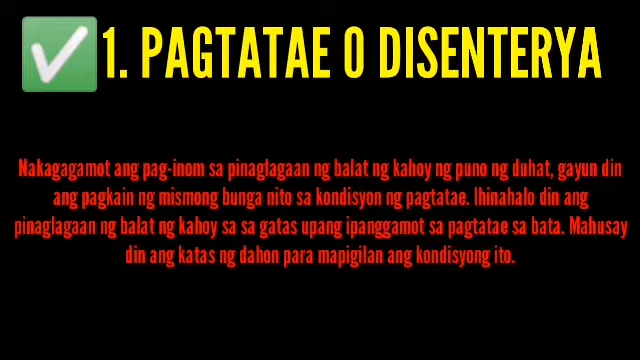 ✅1. PAGTATAE O DISENTERYA
Nakagagamot ang pag-inom sa pinaglagaan ng balat ng kahoy ng puno ng duhat, gayun din
ang pagkain ng mismong bunga nito sa kondisyon ng pagtatae. Ihinahalo din ang
pinaglagaan ng balat ng kahoy sa sa gatas upang ipanggamot sa pagtatae sa bata. Mahusay
din ang katas ng dahon para mapigilan ang kondisyong ito.